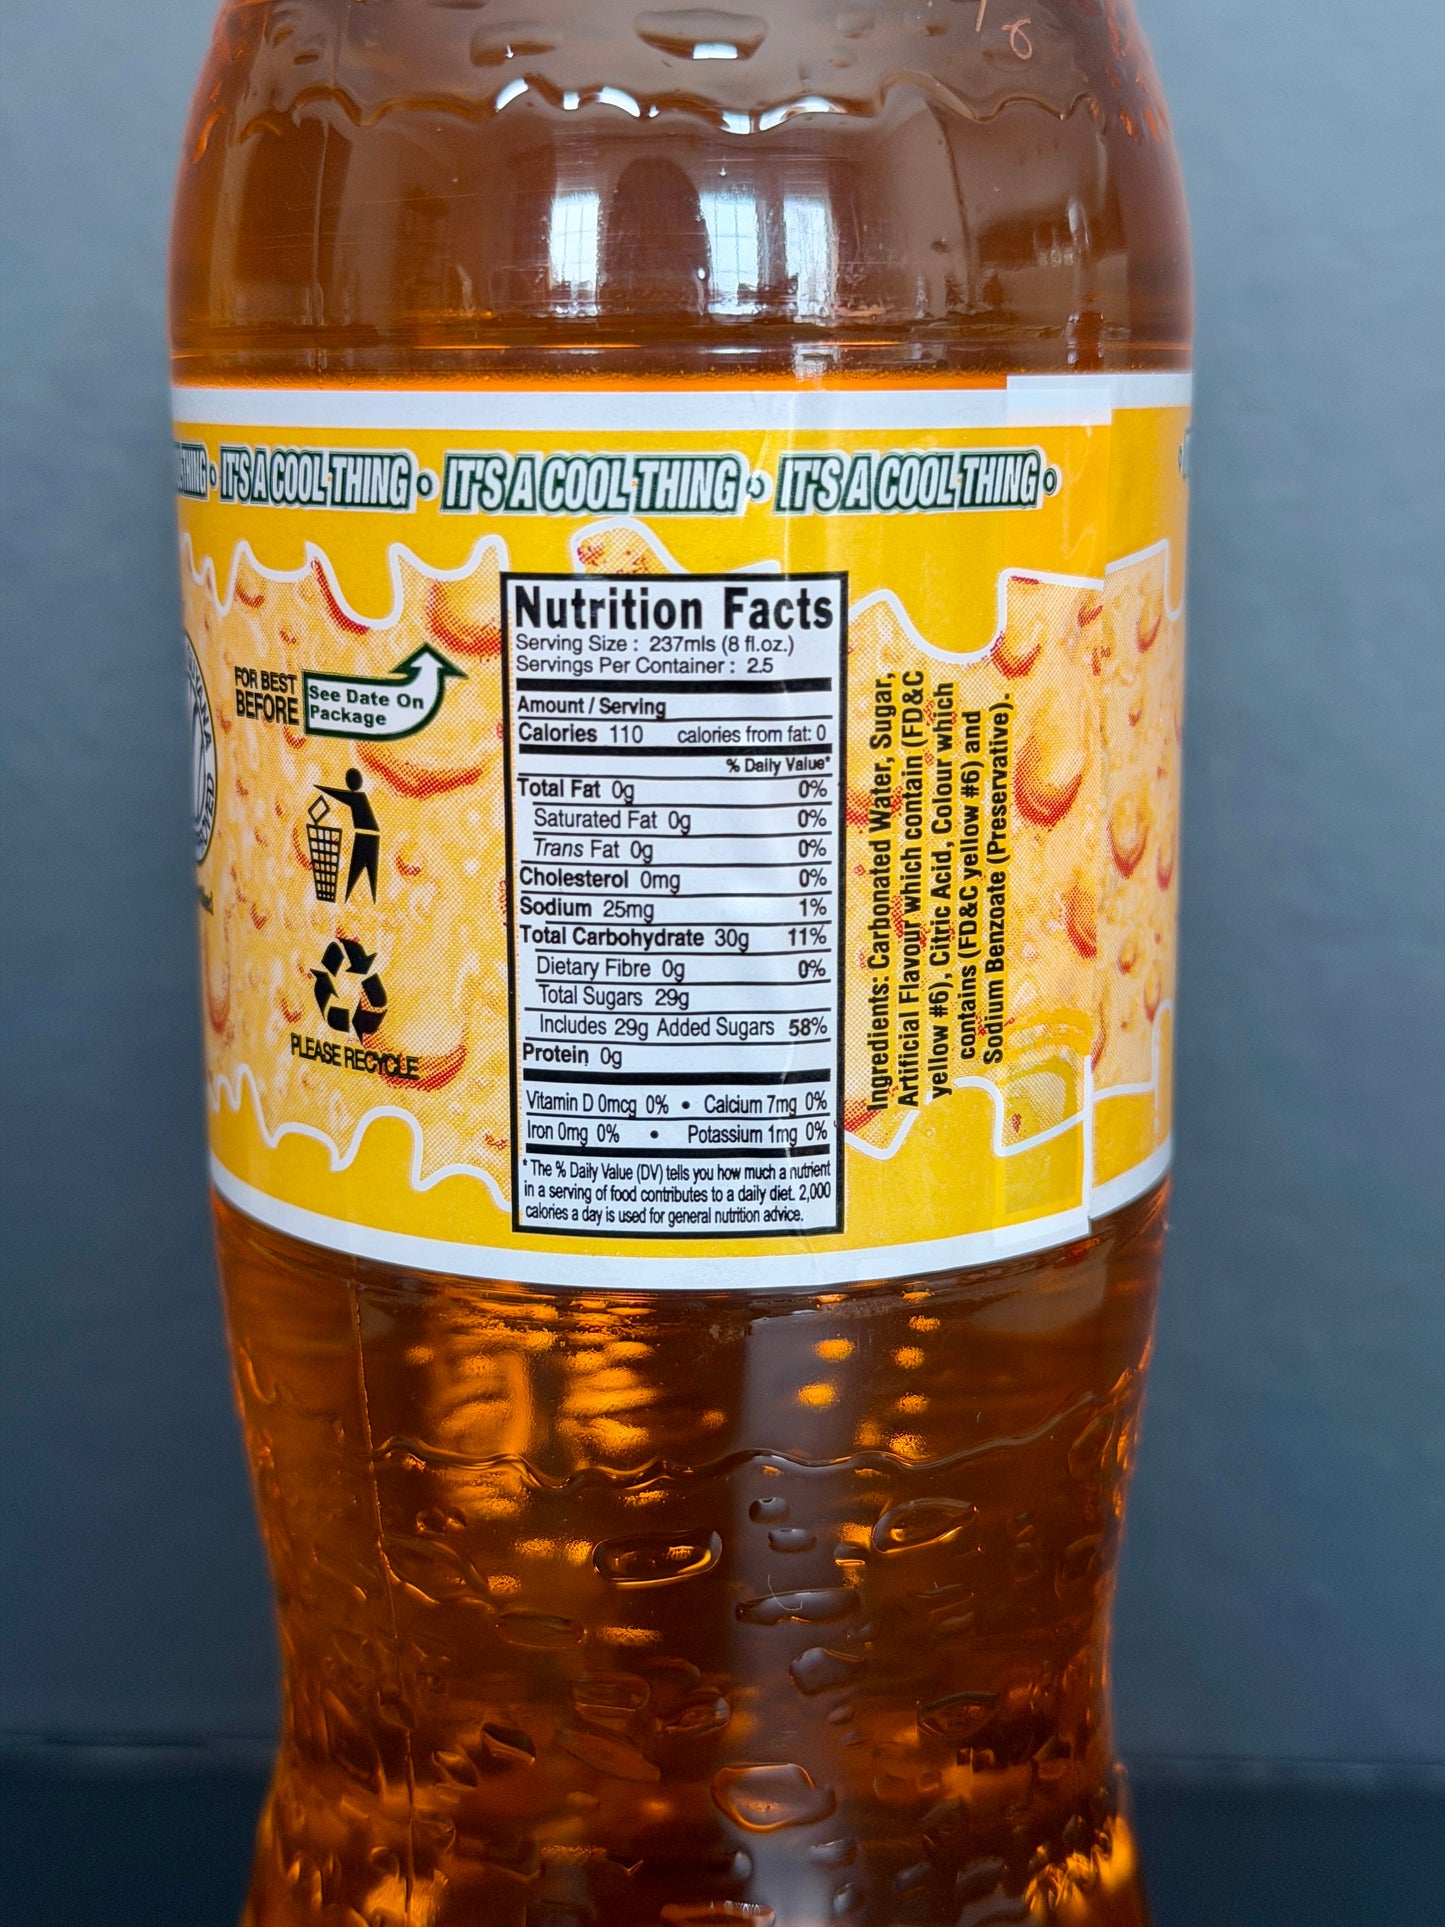 IT'S A COOL THING • IT'S A COOL THING • IT'S A COOL THING •
FOR BEST
BEFORE
See Date On
Package
PLEASE RECYCLE
Nutrition Facts
Serving Size : 237mls (8 fl.oz.)
Servings Per Container : 2.5
Amount / Serving
Calories 110 calories from fat: 0
% Daily Value*
Total Fat 0g 0%
Saturated Fat 0g 0%
Trans Fat 0g 0%
Cholesterol 0mg 0%
Sodium 25mg 1%
Total Carbohydrate 30g 11%
Dietary Fibre 0g 0%
Total Sugars 29g
Includes 29g Added Sugars 58%
Protein 0g
Vitamin D 0mcg 0% • Calcium 7mg 0%
Iron 0mg 0% • Potassium 1mg 0%
* The % Daily Value (DV) tells you how much a nutrient
in a serving of food contributes to a daily diet. 2,000
calories a day is used for general nutrition advice.
Ingredients: Carbonated Water, Sugar,
Artificial Flavour which contain (FD&C
yellow #6), Citric Acid, Colour which
contains (FD&C yellow #6) and
Sodium Benzoate (Preservative).